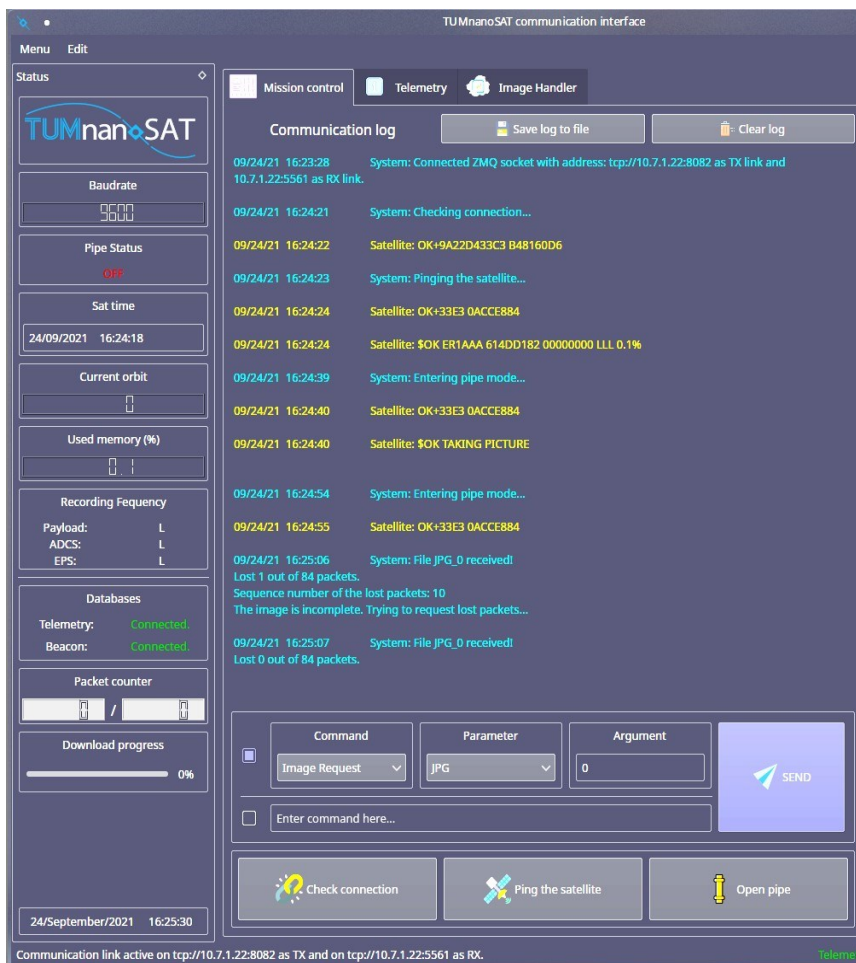 TUMnanoSAT communication interface
Menu Edit
Status
TUMnanoSAT
Baudrate
9600
Pipe Status
OFF
Sat time
24/09/2021 16:24:18
Current orbit
0
Used memory (%)
0.1
Recording Fequency
Payload: L
ADCS: L
EPS: L
Databases
Telemetry: Connected.
Beacon: Connected.
Packet counter
0 / 0
Download progress
0%
24/September/2021 16:25:30
Mission control Telemetry Image Handler
Communication log Save log to file Clear log
09/24/21 16:23:28 System: Connected ZMQ socket with address: tcp://10.7.1.22:8082 as TX link and
10.7.1.22:5561 as RX link.
09/24/21 16:24:21 System: Checking connection...
09/24/21 16:24:22 Satellite: OK+9A22D433C3 B48160D6
09/24/21 16:24:23 System: Pinging the satellite...
09/24/21 16:24:24 Satellite: OK+33E3 0ACCE884
09/24/21 16:24:24 Satellite: $OK ER1AAA 614DD182 00000000 LLL 0.1%
09/24/21 16:24:39 System: Entering pipe mode...
09/24/21 16:24:40 Satellite: OK+33E3 0ACCE884
09/24/21 16:24:40 Satellite: $OK TAKING PICTURE
09/24/21 16:24:54 System: Entering pipe mode...
09/24/21 16:24:55 Satellite: OK+33E3 0ACCE884
09/24/21 16:25:06 System: File JPG_0 received!
Lost 1 out of 84 packets.
Sequence number of the lost packets: 10
The image is incomplete. Trying to request lost packets...
09/24/21 16:25:07 System: File JPG_0 received!
Lost 0 out of 84 packets.
Command Parameter Argument
Image Request JPG 0
SEND
Enter command here...
Check connection Ping the satellite Open pipe
Communication link active on tcp://10.7.1.22:8082 as TX and on tcp://10.7.1.22:5561 as RX. Teleme